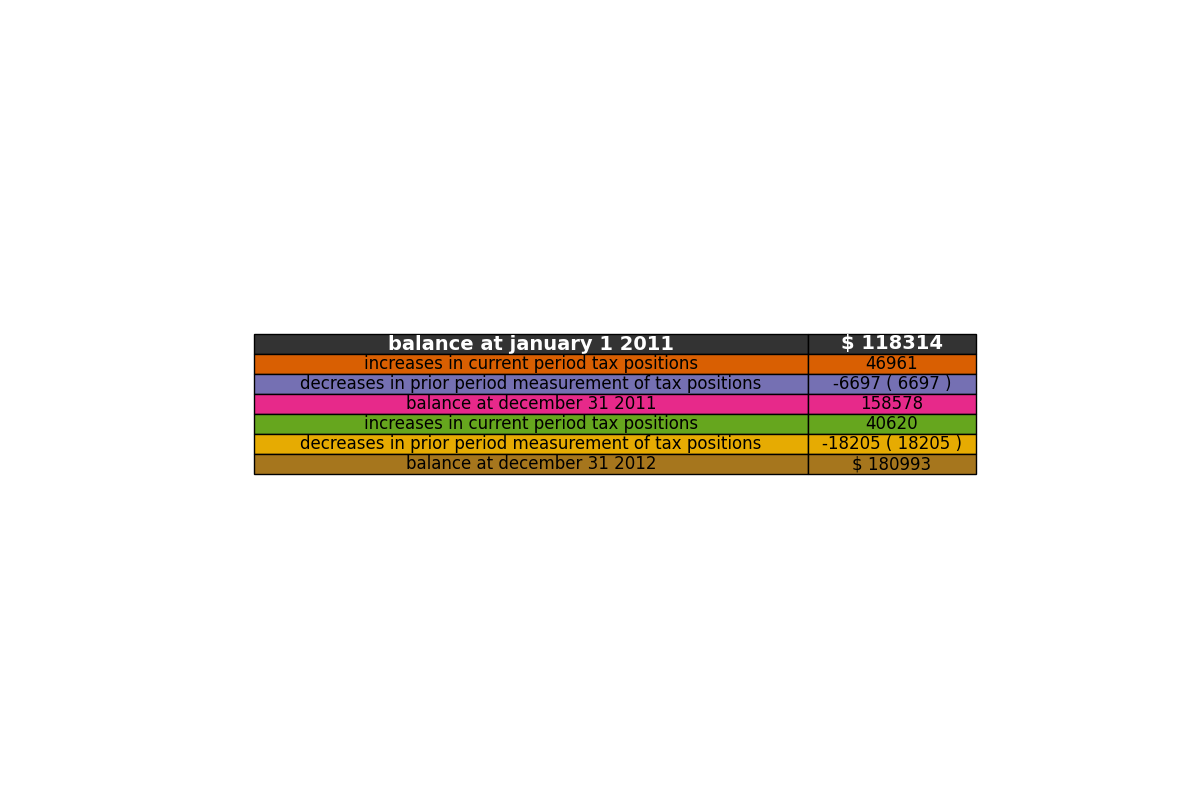 balance at january 1 2011 $ 118314
increases in current period tax positions 46961
decreases in prior period measurement of tax positions -6697 ( 6697 )
balance at december 31 2011 158578
increases in current period tax positions 40620
decreases in prior period measurement of tax positions -18205 ( 18205 )
balance at december 31 2012 $ 180993